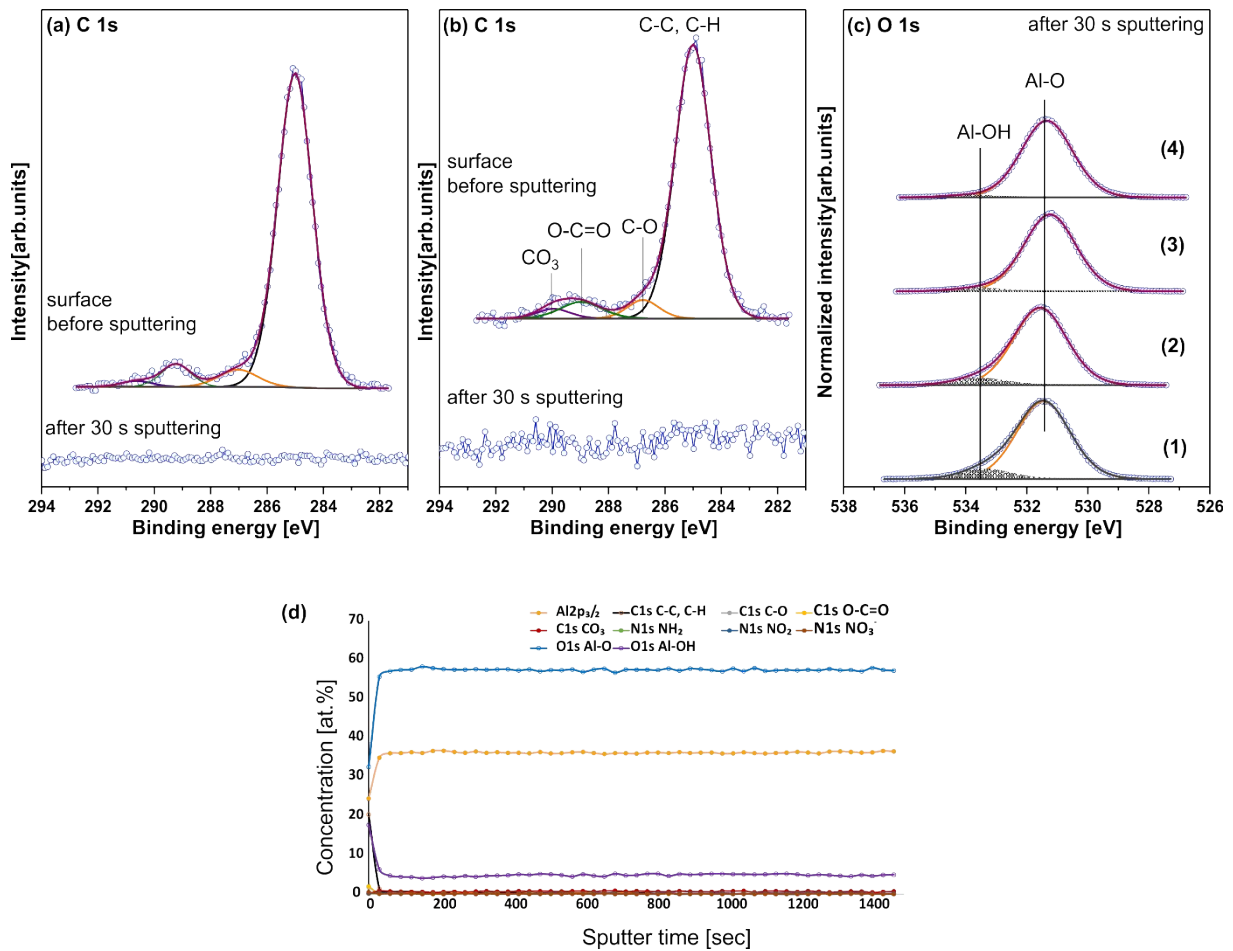 (a) C 1s
Intensity[arb.units]
surface
before sputtering
after 30 s sputtering
294 292 290 288 286 284 282
Binding energy [eV]
(b) C 1s
C-C, C-H
Intensity[arb.units]
surface
before sputtering
O-C=O
C-O
CO3
after 30 s sputtering
294 292 290 288 286 284 282
Binding energy [eV]
(c) O 1s
after 30 s sputtering
Normalized intensity[arb.units]
Al-O
Al-OH
(4)
(3)
(2)
(1)
538 536 534 532 530 528 526
Binding energy [eV]
(d)
Al2p₃/₂ C1s C-C, C-H C1s C-O C1s O-C=O
C1s CO₃ N1s NH₂ N1s NO₂ N1s NO₃⁻
O1s Al-O O1s Al-OH
Concentration [at.%]
70
60
50
40
30
20
10
0
0 200 400 600 800 1000 1200 1400
Sputter time [sec]